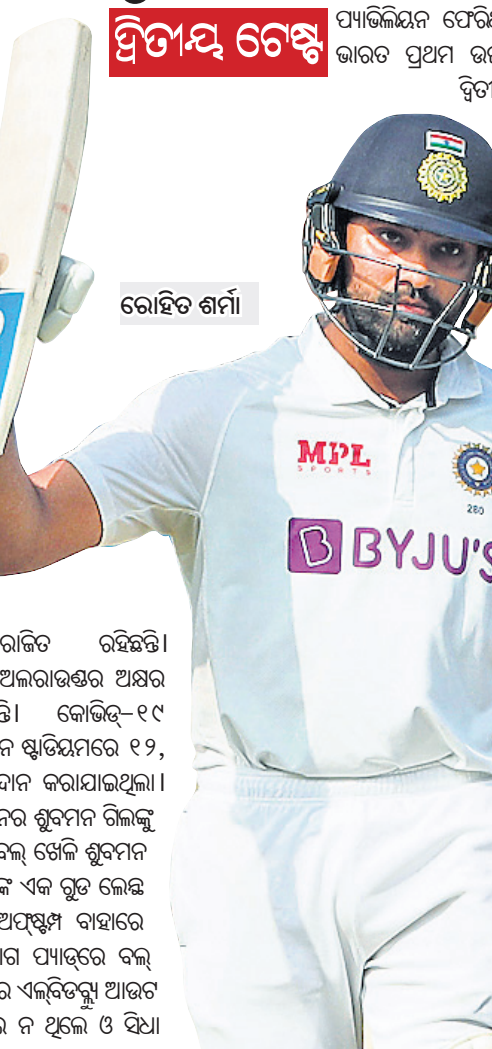 ଦ୍ୱିତୀୟ ଟେଷ୍ଟ
ପ୍ୟାଭିଲିୟନ ଫେରି
ଭାରତ ପ୍ରଥମ
ଦ୍ୱିତୀ
ରୋହିତ ଶର୍ମା
MPL
SPORTS
280
BYJU'S
ରାଜିତ ରହିଛନ୍ତି।
ଅଲରାଉଣ୍ଡର ଅକ୍ଷର
ନ୍ତି। କୋଭିଡ୍-୧୯
ନ ଷ୍ଟାଡିୟମରେ ୧୨,
ଦାନ କରାଯାଇଥିଲା।
ନର ଶୁବମନ ଗିଲଙ୍କୁ
ବଲ୍ ଖେଳି ଶୁବମନ
ଙ୍କ ଏକ ଗୁଡ ଲେଛ
ଅଫ୍‌ଷ୍ଟମ୍ପ ବାହାରେ
ାଗ ପ୍ୟାଡ୍‌ରେ ବଲ୍
ର ଏଲ୍‌ବିଡବ୍ଲ୍ୟୁ ଆଉଟ
ନ ଥିଲେ ଓ ସିଧା